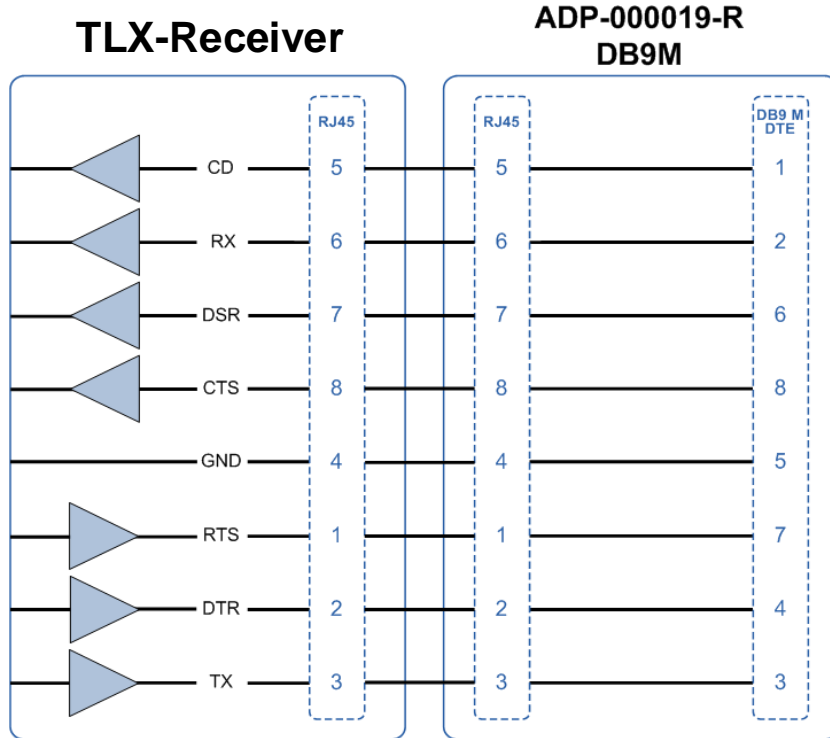 TLX-Receiver
ADP-000019-R
DB9M
RJ45
RJ45
DB9 M
DTE
CD 5 5 1
RX 6 6 2
DSR 7 7 6
CTS 8 8 8
GND 4 4 5
RTS 1 1 7
DTR 2 2 4
TX 3 3 3